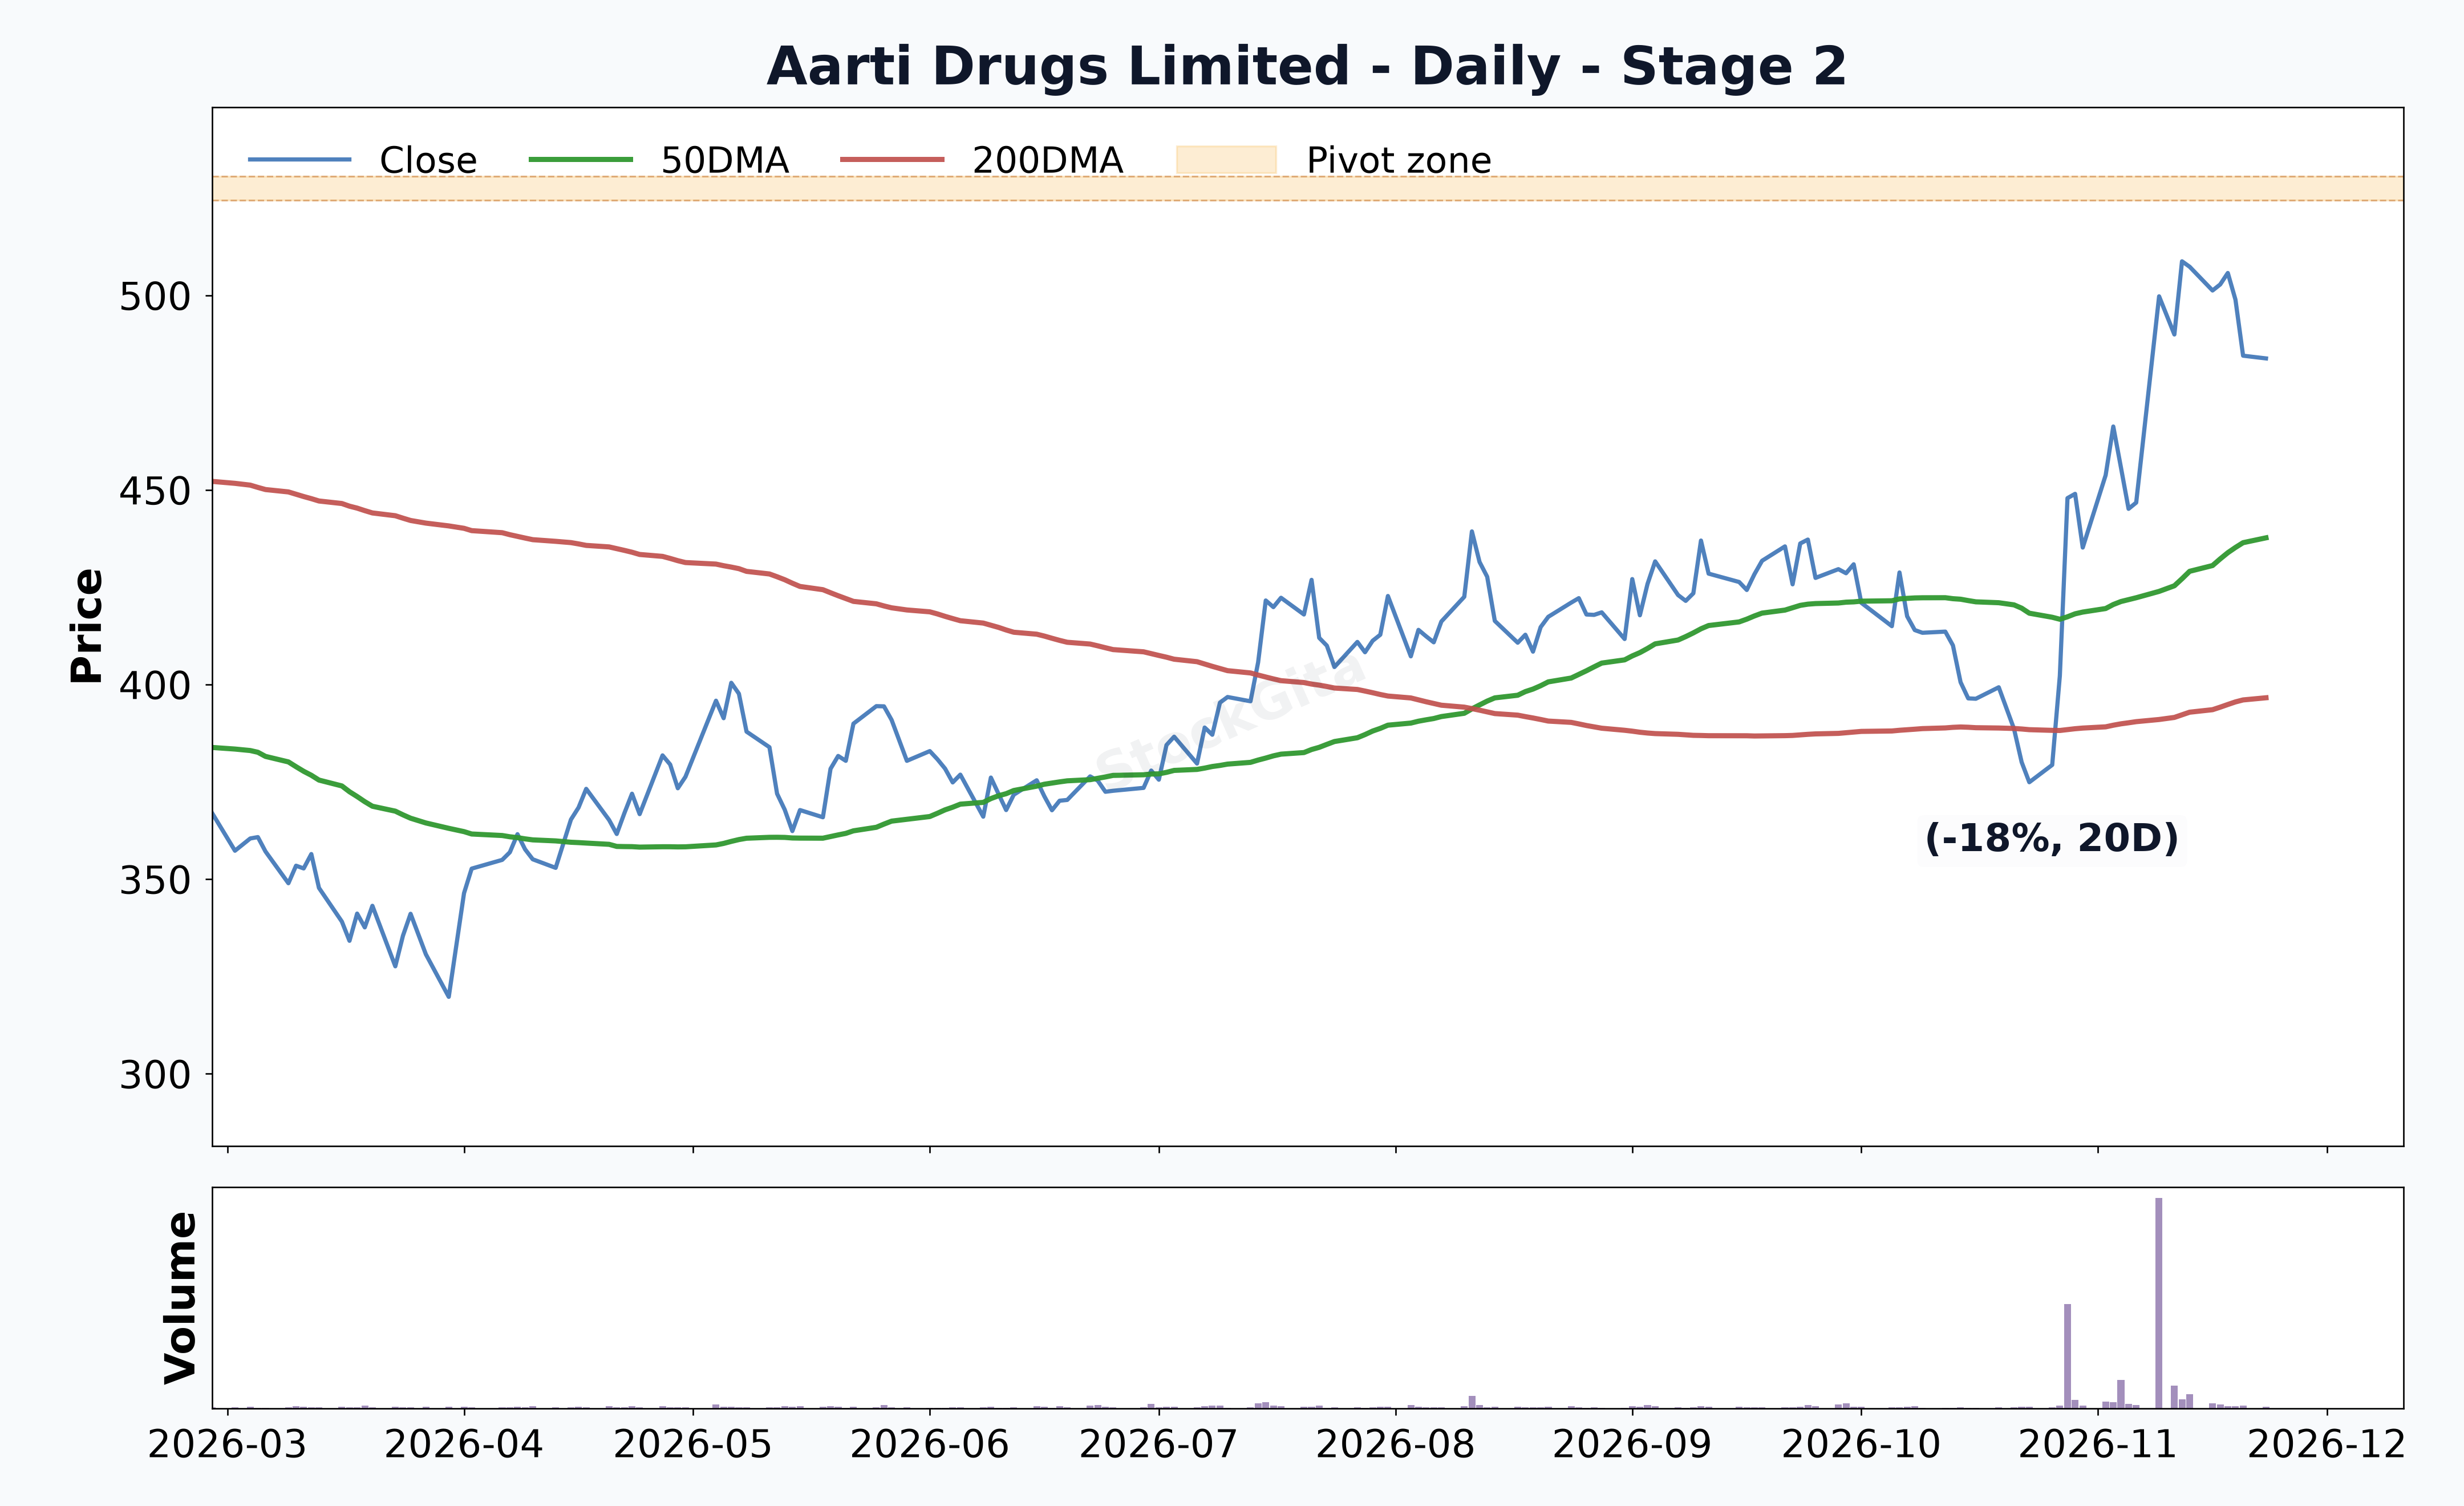 Aarti Drugs Limited - Daily - Stage 2
Close 50DMA 200DMA Pivot zone
500
450
400
350
300
Price
StockGita
(-18%, 20D)
Volume
2026-03 2026-04 2026-05 2026-06 2026-07 2026-08 2026-09 2026-10 2026-11 2026-12